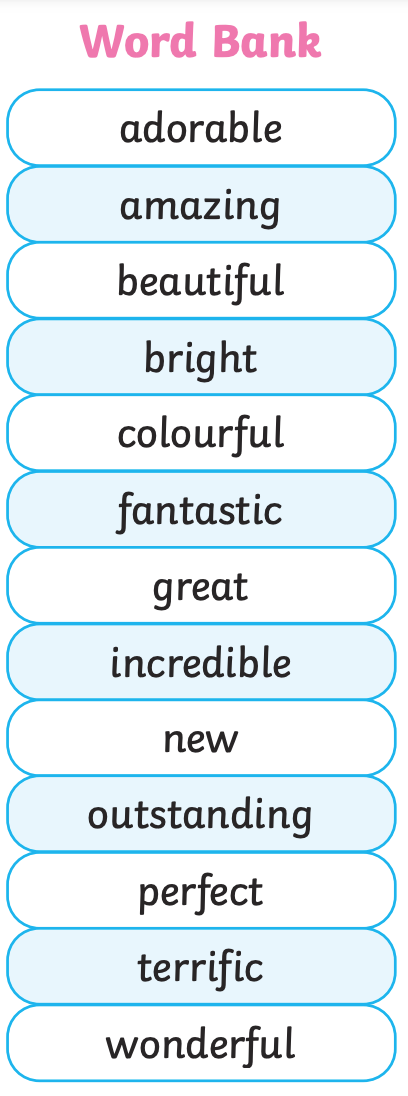 Word Bank
adorable
amazing
beautiful
bright
colourful
fantastic
great
incredible
new
outstanding
perfect
terrific
wonderful